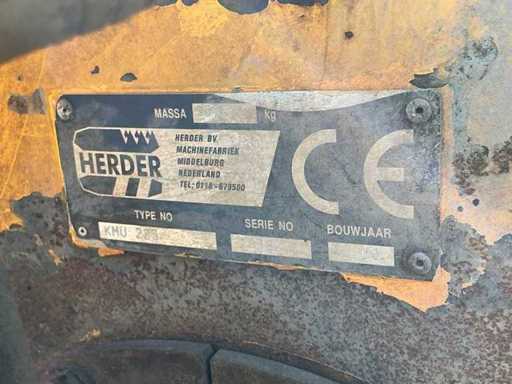 MASSA kg
HERDER
HERDER BV.
MACHINEFABRIEK
MIDDELBURG
NEDERLAND
TEL: 0118-679500
CE
TYPE NO SERIE NO BOUWJAAR
KMU